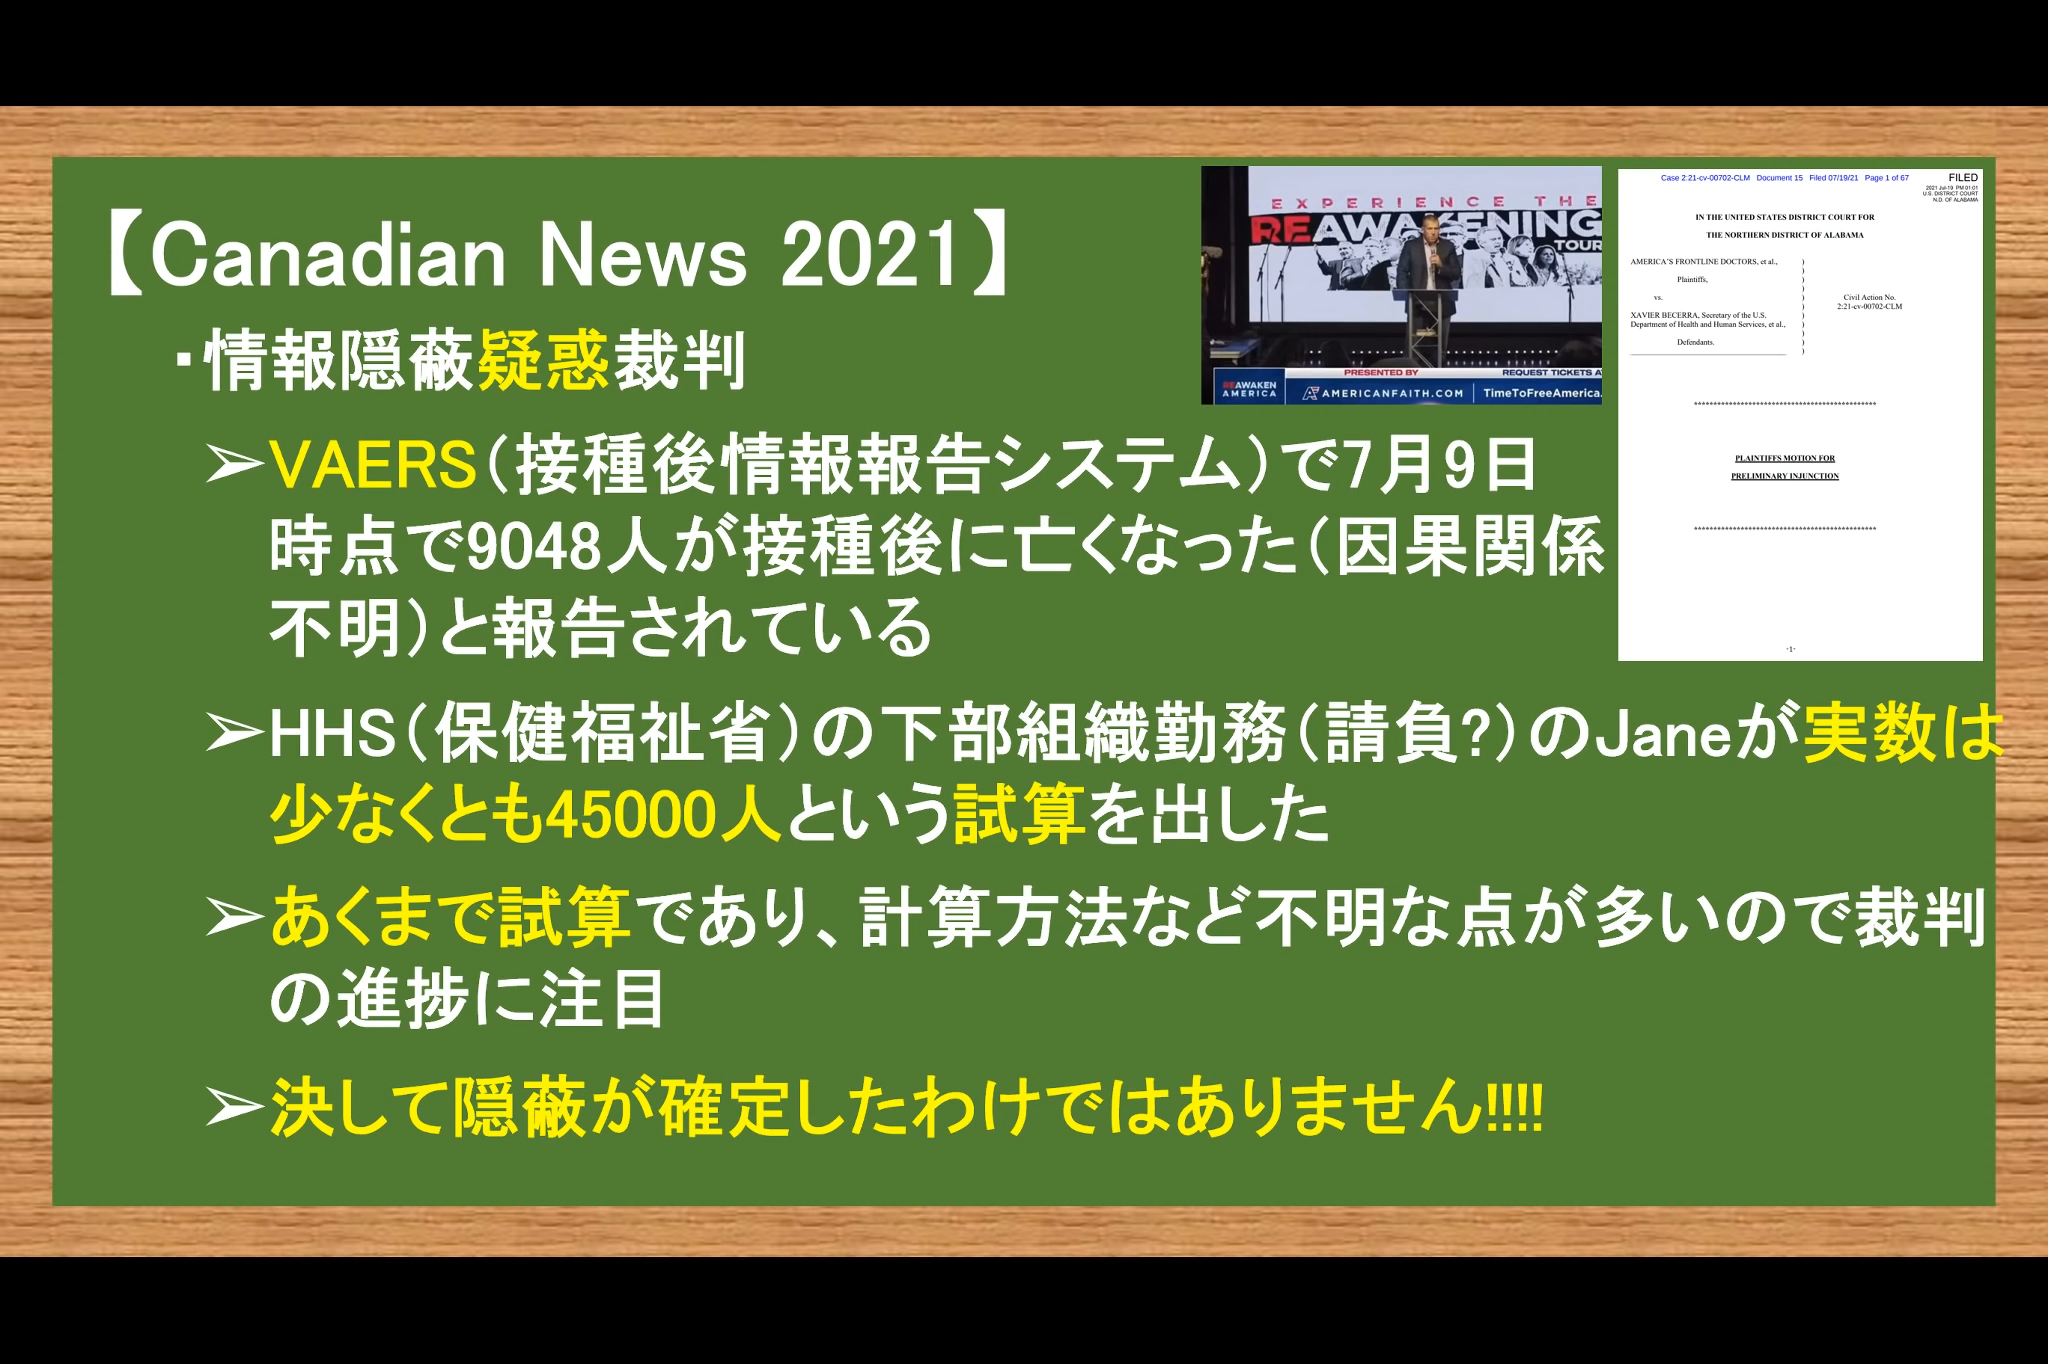 【Canadian News 2021】
・情報隠蔽疑惑裁判
➢VAERS（接種後情報報告システム）で7月9日
時点で9048人が接種後に亡くなった（因果関係
不明）と報告されている
➢HHS（保健福祉省）の下部組織勤務（請負?）のJaneが実数は
少なくとも45000人という試算を出した
➢あくまで試算であり、計算方法など不明な点が多いので裁判
の進捗に注目
➢決して隠蔽が確定したわけではありません!!!!
EXPERIENCE THE
REAWAKENING
TOUR
PRESENTED BY
REQUEST TICKETS A
REAWAKEN
AMERICA
AMERICANFAITH.COM
TimeToFreeAmerica.
Case 2:21-cv-00702-CLM Document 15 Filed 07/19/21 Page 1 of 67
FILED
2021 Jul-19 PM 01:01
U.S. DISTRICT COURT
N.D. OF ALABAMA
IN THE UNITED STATES DISTRICT COURT FOR
THE NORTHERN DISTRICT OF ALABAMA
AMERICA'S FRONTLINE DOCTORS, et al.,
Plaintiffs,
vs.
XAVIER BECERRA, Secretary of the U.S.
Department of Health and Human Services, et al.,
Defendants.
Civil Action No.
2:21-cv-00702-CLM
PLAINTIFFS MOTION FOR
PRELIMINARY INJUNCTION
-1-